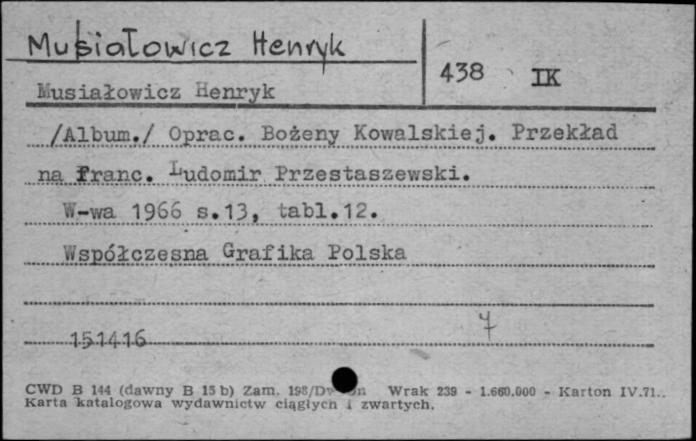 Musiałowicz Henryk
438 IK
Musiałowicz Henryk
/Album./ Oprac. Bożeny Kowalskiej. Przekład
na franc. Ludomir Przestaszewski.
W-wa 1966 s.13, tabl.12.
Współczesna Grafika Polska
7
151416
CWD B 144 (dawny B 15 b) Zam. Wrak 239 - 1.660.000 - Karton IV.71.
Karta katalogowa wydawnictw ciągłych i zwartych.